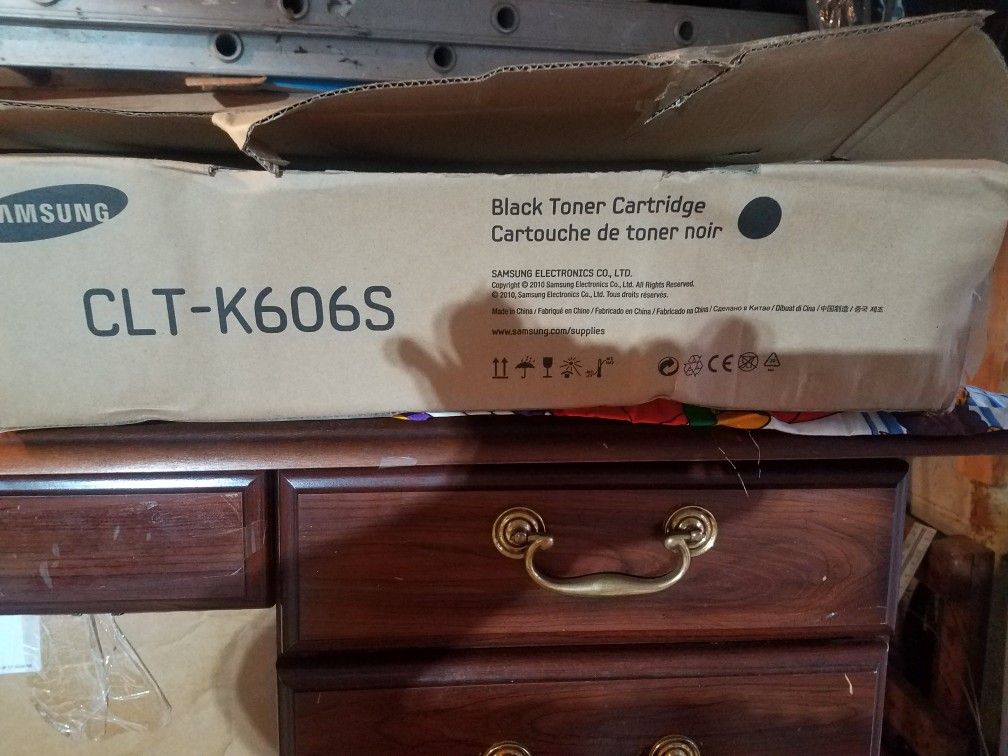 AMSUNG
CLT-K606S
Black Toner Cartridge
Cartouche de toner noir
SAMSUNG ELECTRONICS CO., LTD.
Copyright © 2010 Samsung Electronics Co., Ltd. All Rights Reserved.
© 2010, Samsung Electronics Co., Ltd. Tous droits réservés.
Made in China / Fabriqué en Chine / Fabricado en China / Fabricado na China / Сделано в Китае / Dibuat di Cina / 中国制造 / 중국 제조
www.samsung.com/supplies
CE